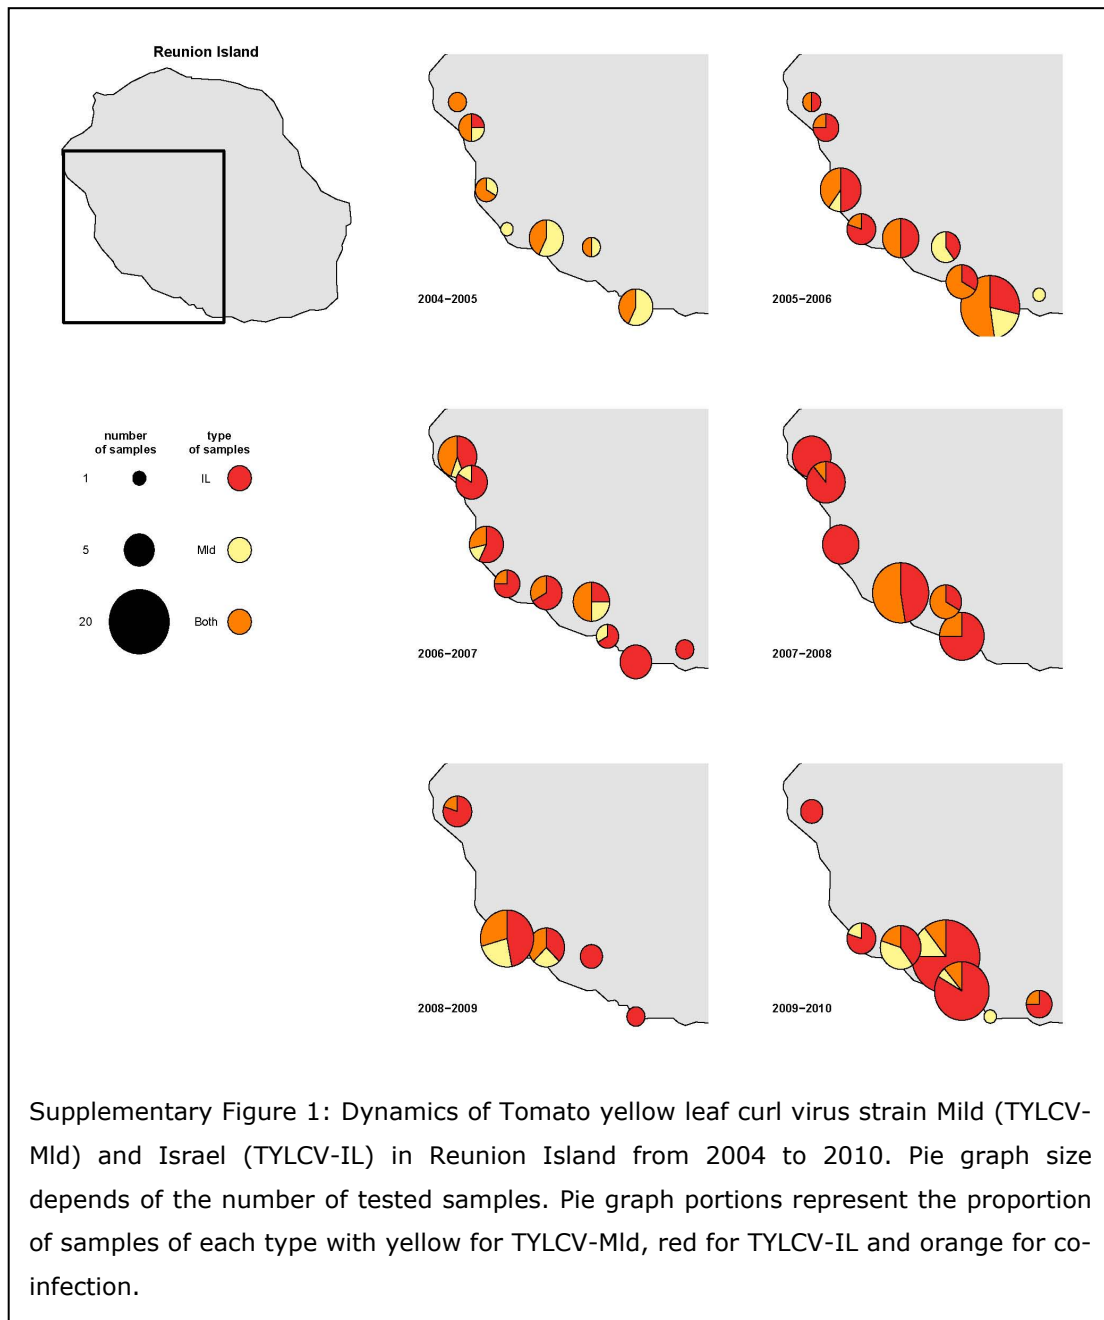 Reunion Island
2004−2005
2005−2006
number of samples
type of samples
1
IL
5
Mld
20
Both
2006−2007
2007−2008
2008−2009
2009−2010
Supplementary Figure 1: Dynamics of Tomato yellow leaf curl virus strain Mild (TYLCV-
Mld) and Israel (TYLCV-IL) in Reunion Island from 2004 to 2010. Pie graph size
depends of the number of tested samples. Pie graph portions represent the proportion
of samples of each type with yellow for TYLCV-Mld, red for TYLCV-IL and orange for co-
infection.